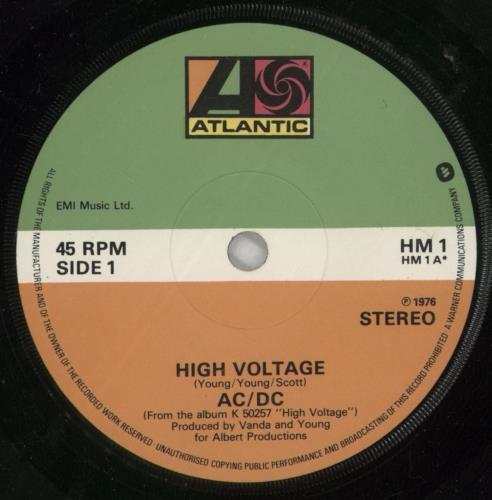 ATLANTIC
EMI Music Ltd.
45 RPM
SIDE 1
HM 1
HM 1 A*
℗ 1976
STEREO
HIGH VOLTAGE
(Young/Young/Scott)
AC/DC
(From the album K 50257 "High Voltage")
Produced by Vanda and Young
for Albert Productions
ALL RIGHTS OF THE MANUFACTURER AND OF THE OWNER OF THE RECORDED WORK RESERVED UNAUTHORISED COPYING PUBLIC PERFORMANCE AND BROADCASTING OF THIS RECORD PROHIBITED A WARNER COMMUNICATIONS COMPANY